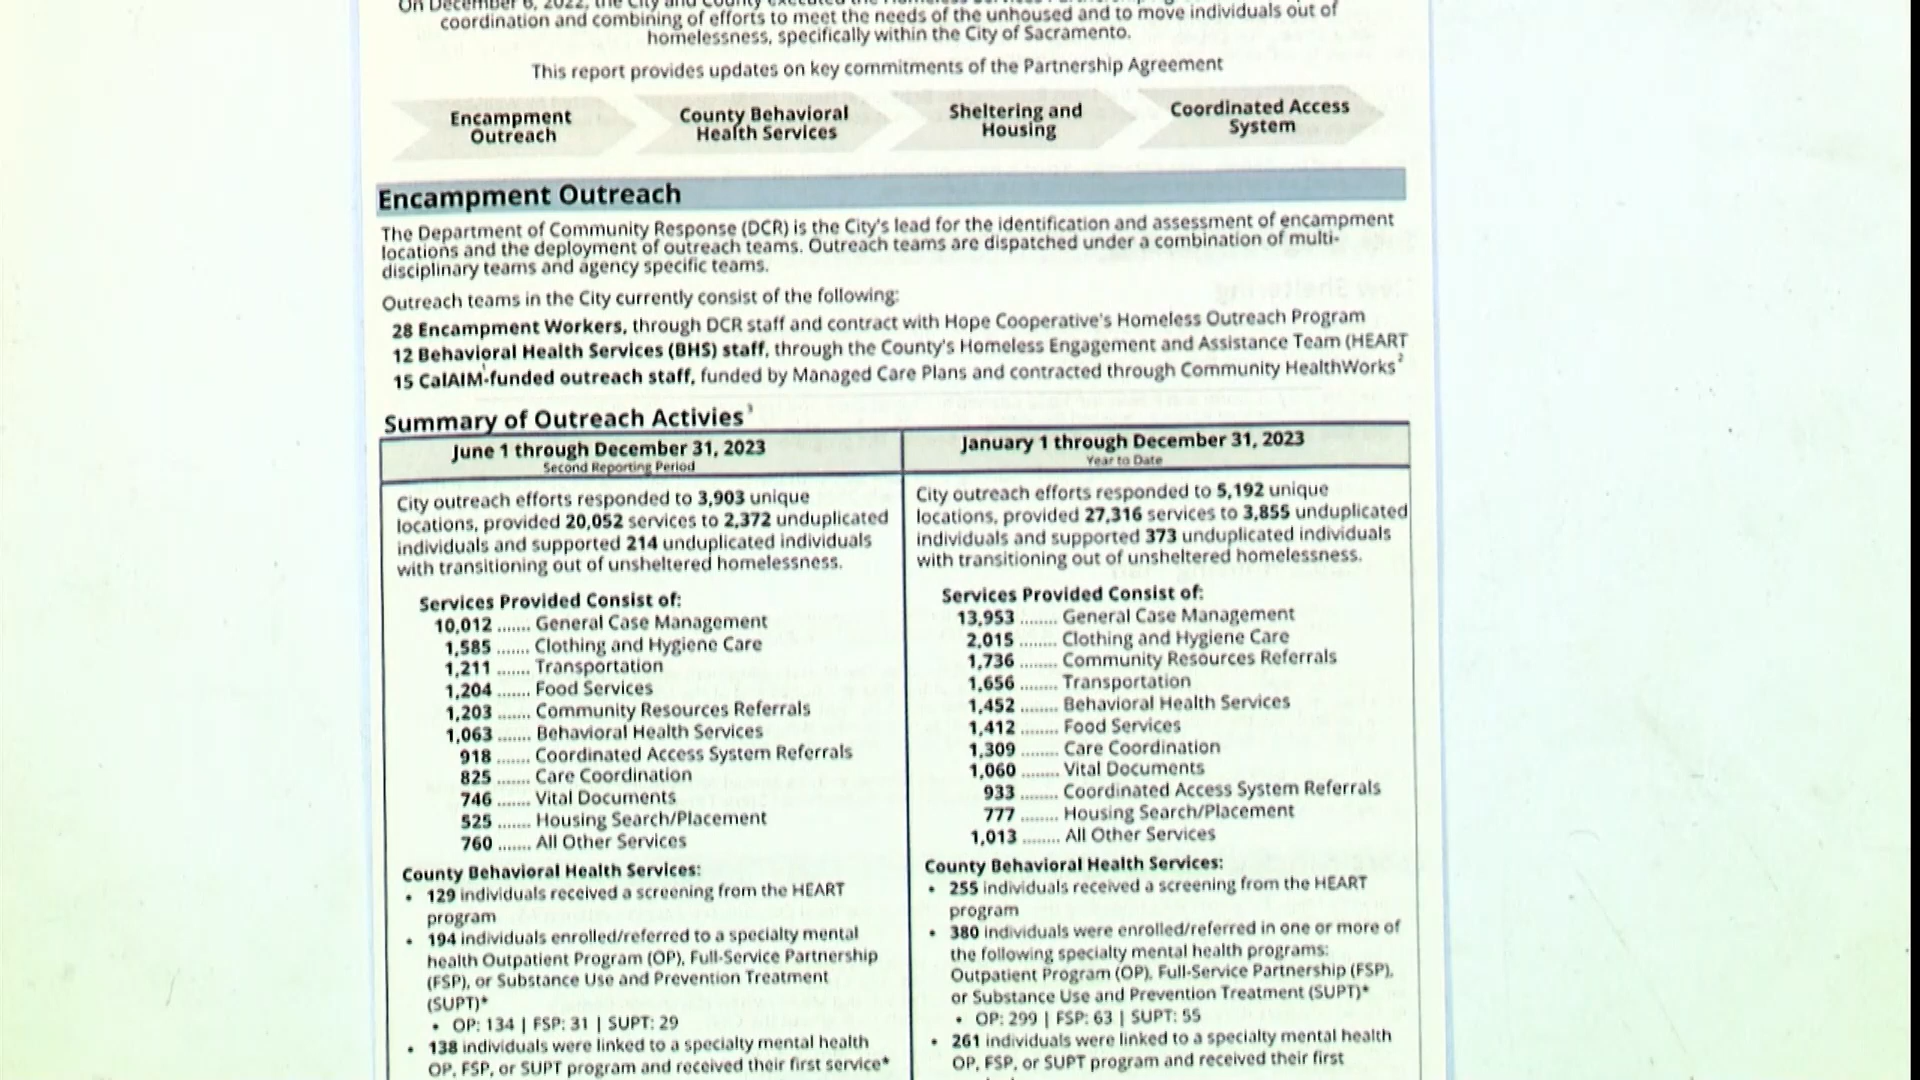 On December 6, 2022, the City and County executed the Homeless Services Partnership
coordination and combining of efforts to meet the needs of the unhoused and to move individuals out of
homelessness, specifically within the City of Sacramento.
This report provides updates on key commitments of the Partnership Agreement
Encampment
Outreach
County Behavioral
Health Services
Sheltering and
Housing
Coordinated Access
System
Encampment Outreach
The Department of Community Response (DCR) is the City's lead for the identification and assessment of encampment
locations and the deployment of outreach teams. Outreach teams are dispatched under a combination of multi-
disciplinary teams and agency specific teams.
Outreach teams in the City currently consist of the following:
28 Encampment Workers, through DCR staff and contract with Hope Cooperative's Homeless Outreach Program
12 Behavioral Health Services (BHS) staff, through the County's Homeless Engagement and Assistance Team (HEART
15 CalAIM¹-funded outreach staff, funded by Managed Care Plans and contracted through Community HealthWorks²
Summary of Outreach Activies³
June 1 through December 31, 2023
Second Reporting Period
City outreach efforts responded to 3,903 unique
locations, provided 20,052 services to 2,372 unduplicated
individuals and supported 214 unduplicated individuals
with transitioning out of unsheltered homelessness.
Services Provided Consist of:
10,012 ....... General Case Management
1,585 ....... Clothing and Hygiene Care
1,211 ....... Transportation
1,204 ....... Food Services
1,203 ....... Community Resources Referrals
1,063 ....... Behavioral Health Services
918 ....... Coordinated Access System Referrals
825 ....... Care Coordination
746 ....... Vital Documents
525 ....... Housing Search/Placement
760 ....... All Other Services
County Behavioral Health Services:
• 129 individuals received a screening from the HEART
program
• 194 individuals enrolled/referred to a specialty mental
health Outpatient Program (OP), Full-Service Partnership
(FSP), or Substance Use and Prevention Treatment
(SUPT)*
• OP: 134 | FSP: 31 | SUPT: 29
• 138 individuals were linked to a specialty mental health
OP, FSP, or SUPT program and received their first service*
January 1 through December 31, 2023
Year to Date
City outreach efforts responded to 5,192 unique
locations, provided 27,316 services to 3,855 unduplicated
individuals and supported 373 unduplicated individuals
with transitioning out of unsheltered homelessness.
Services Provided Consist of:
13,953 ........ General Case Management
2,015 ........ Clothing and Hygiene Care
1,736 ........ Community Resources Referrals
1,656 ........ Transportation
1,452 ........ Behavioral Health Services
1,412 ........ Food Services
1,309 ........ Care Coordination
1,060 ........ Vital Documents
933 ........ Coordinated Access System Referrals
777 ........ Housing Search/Placement
1,013 ........ All Other Services
County Behavioral Health Services:
• 255 individuals received a screening from the HEART
program
• 380 individuals were enrolled/referred in one or more of
the following specialty mental health programs:
Outpatient Program (OP), Full-Service Partnership (FSP),
or Substance Use and Prevention Treatment (SUPT)*
• OP: 299 | FSP: 63 | SUPT: 55
• 261 individuals were linked to a specialty mental health
OP, FSP, or SUPT program and received their first